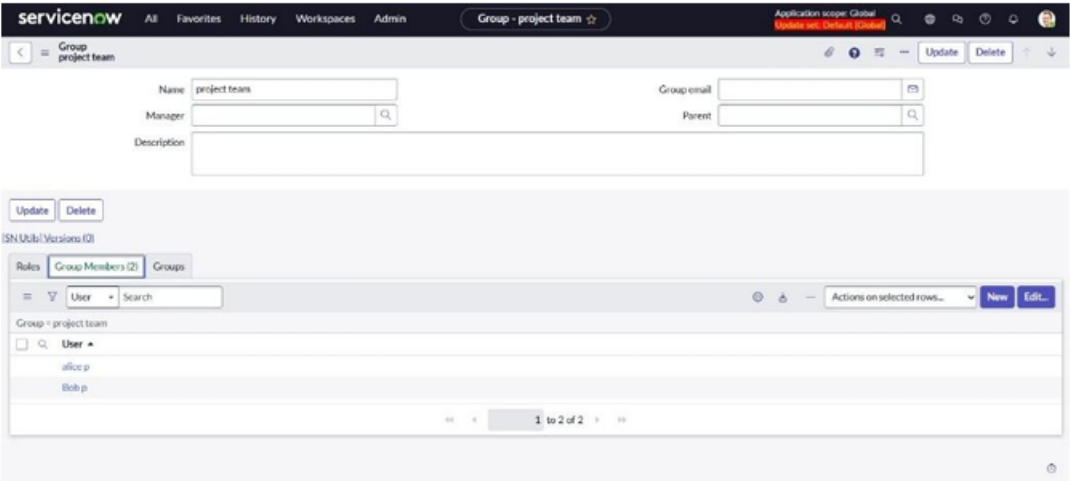 servicenow All Favorites History Workspaces Admin Group - project team Application scope: Global
Update set: Default [Global]
Group
project team
Update Delete
Name project team Group email
Manager Parent
Description
Update Delete
[SN Utils] Versions (0)
Roles Group Members (2) Groups
User Search Actions on selected rows... New Edit...
Group = project team
User
alice p
Bob p
1 to 2 of 2